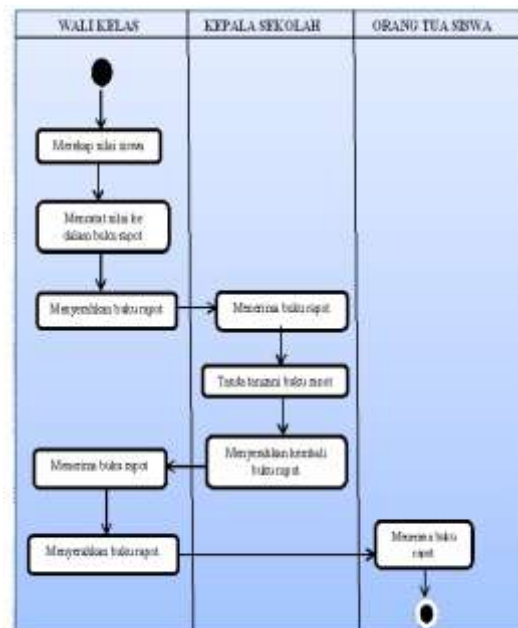 WALI KELAS
KEPALA SEKOLAH
ORANG TUA SISWA
Merekap nilai siswa
Mencatat nilai ke
dalam buku rapot
Menyerahkan buku rapot
Menerima buku rapot
Tanda tangani buku rapot
Menyerahkan kembali
buku rapot
Menerima buku rapot
Menyerahkan buku rapot
Menerima buku
rapot